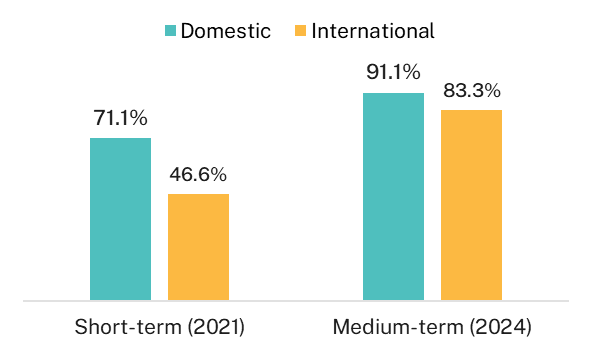 Domestic International
91.1%
83.3%
71.1%
46.6%
Short-term (2021) Medium-term (2024)